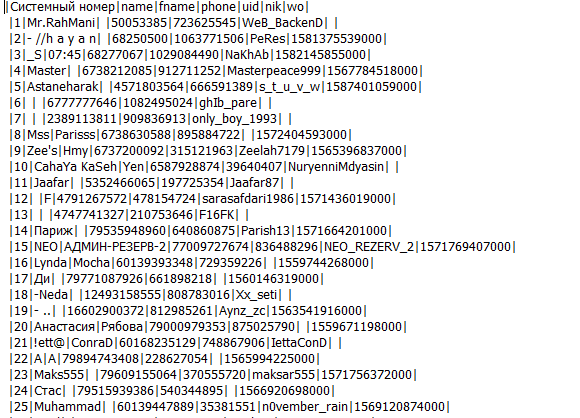 |Системный номер|name|fname|phone|uid|nik|wo|
|1|Mr.RahMani| |50053385|723625545|WeB_BackenD| |
|2|- //h a y a n| |68250500|1063771506|PeRes|1581375539000|
|3|_S|07:45|68277067|1029084490|NaKhAb|1582145855000|
|4|Master| |6738212085|912711252|Masterpeace999|1567784518000|
|5|Astaneharak| |4571803564|666591389|s_t_u_v_w|1587401059000|
|6| | |6777777646|1082495024|ghIb_pare| |
|7| | |2389113811|909836913|only_boy_1993| |
|8|Mss|Parisss|6738630588|895884722| |1572404593000|
|9|Zee's|Hmy|6737200092|315121963|Zeelah7179|1565396837000|
|10|CahaYa KaSeh|Yen|6587928874|39640407|NuryenniMdyasin| |
|11|Jaafar| |5352466065|197725354|Jaafar87| |
|12| |F|4791267572|478154724|sarasafdari1986|1571436019000|
|13| | |4747741327|210753646|F16FK| |
|14|Париж| |79535948960|640860875|Parish13|1571664201000|
|15|NEO|АДМИН-РЕЗЕРВ-2|77009727674|836488296|NEO_REZERV_2|1571769407000|
|16|Lynda|Mocha|60139393348|729359226| |1559744268000|
|17|Ди| |79771087926|661898218| |1560146319000|
|18|-Neda| |12493158555|808783016|Xx_seti| |
|19|- ..| |16602900372|812985261|Aynz_zc|1563541916000|
|20|Анастасия|Рябова|79000979353|875025790| |1559671198000|
|21|!ett@|ConraD|60168235129|748867906|IettaConD| |
|22|A|A|79894743408|228627054| |1565994225000|
|23|Maks555| |79609155064|370555720|maksar555|1571756372000|
|24|Стас| |79515939386|540344895| |1566920698000|
|25|Muhammad| |60139447889|35381551|n0vember_rain|1569120874000|